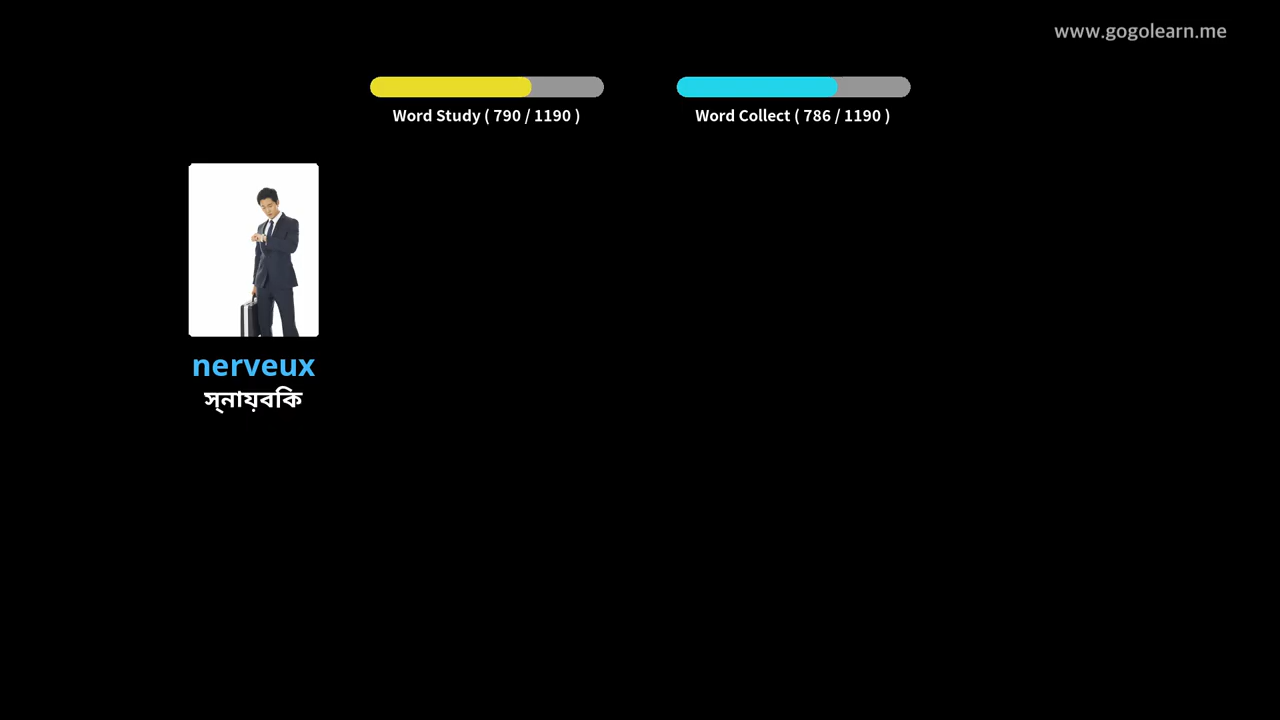 www.gogolearn.me
Word Study ( 790 / 1190 )
Word Collect ( 786 / 1190 )
nerveux
স্নায়বিক